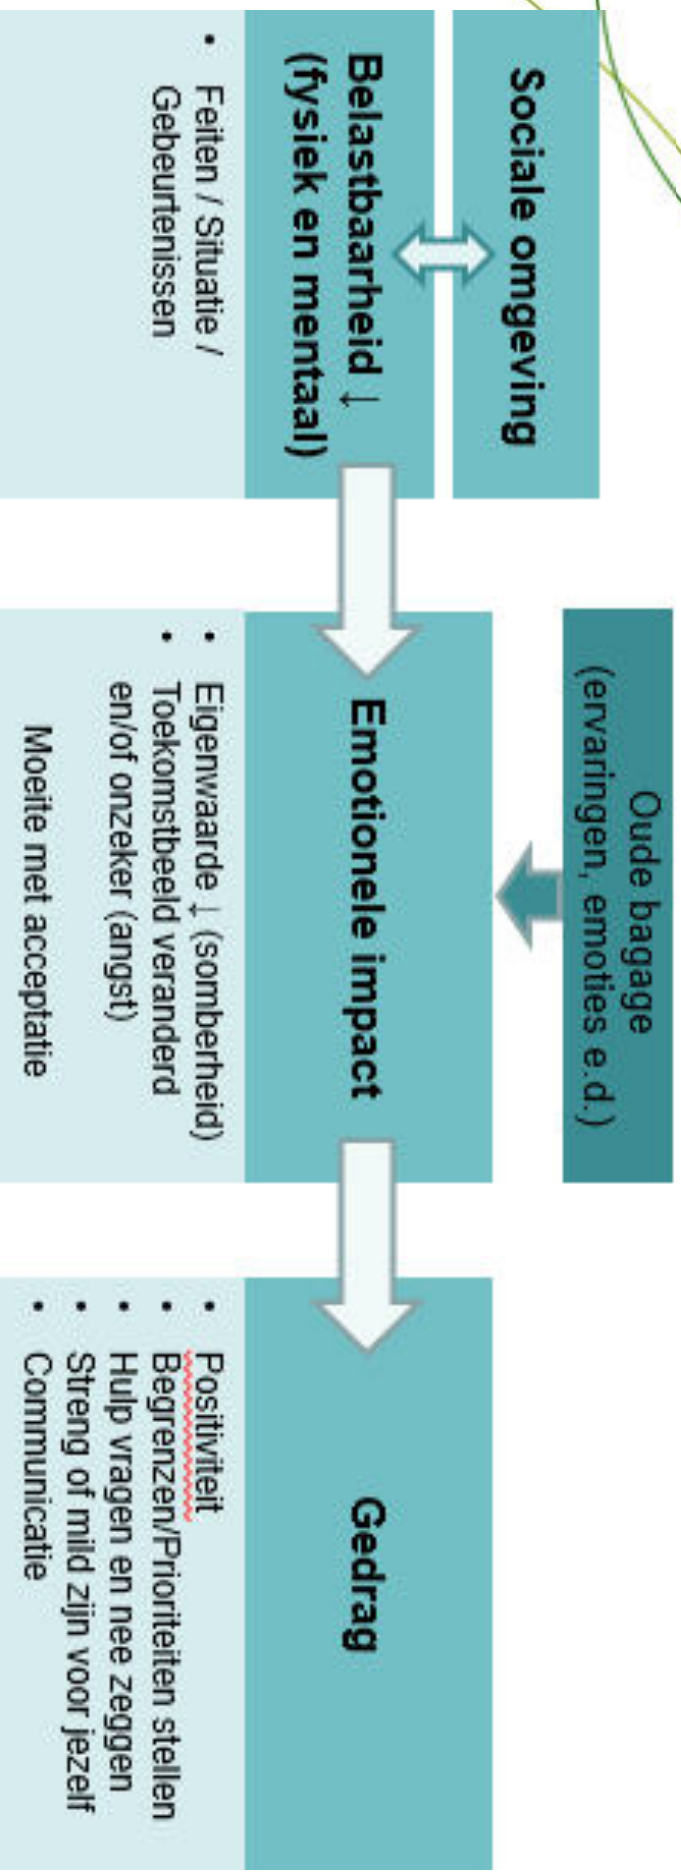 Sociale omgeving
Belastbaarheid ↓
(fysiek en mentaal)
• Feiten / Situatie /
Gebeurtenissen
Oude bagage
(ervaringen, emoties e.d.)
Emotionele impact
• Eigenwaarde ↓ (somberheid)
• Toekomstbeeld veranderd
en/of onzeker (angst)
Moeite met acceptatie
Gedrag
• Positiviteit
• Begrenzen/Prioriteiten stellen
• Hulp vragen en nee zeggen
• Streng of mild zijn voor jezelf
• Communicatie